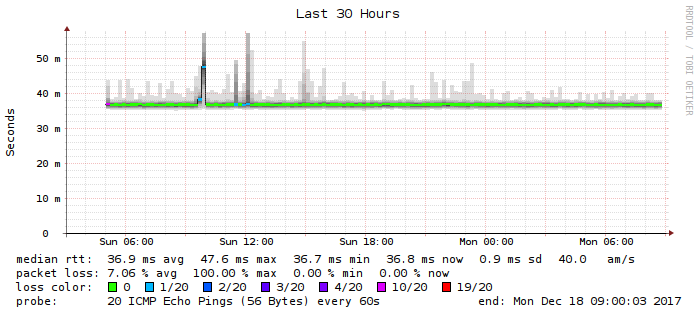 Last 30 Hours
RRDTOOL / TOBI OETIKER
Seconds
50 m
40 m
30 m
20 m
10 m
0
Sun 06:00 Sun 12:00 Sun 18:00 Mon 00:00 Mon 06:00
median rtt: 36.9 ms avg 47.6 ms max 36.7 ms min 36.8 ms now 0.9 ms sd 40.0 am/s
packet loss: 7.06 % avg 100.00 % max 0.00 % min 0.00 % now
loss color: 0 1/20 2/20 3/20 4/20 10/20 19/20
probe: 20 ICMP Echo Pings (56 Bytes) every 60s end: Mon Dec 18 09:00:03 2017